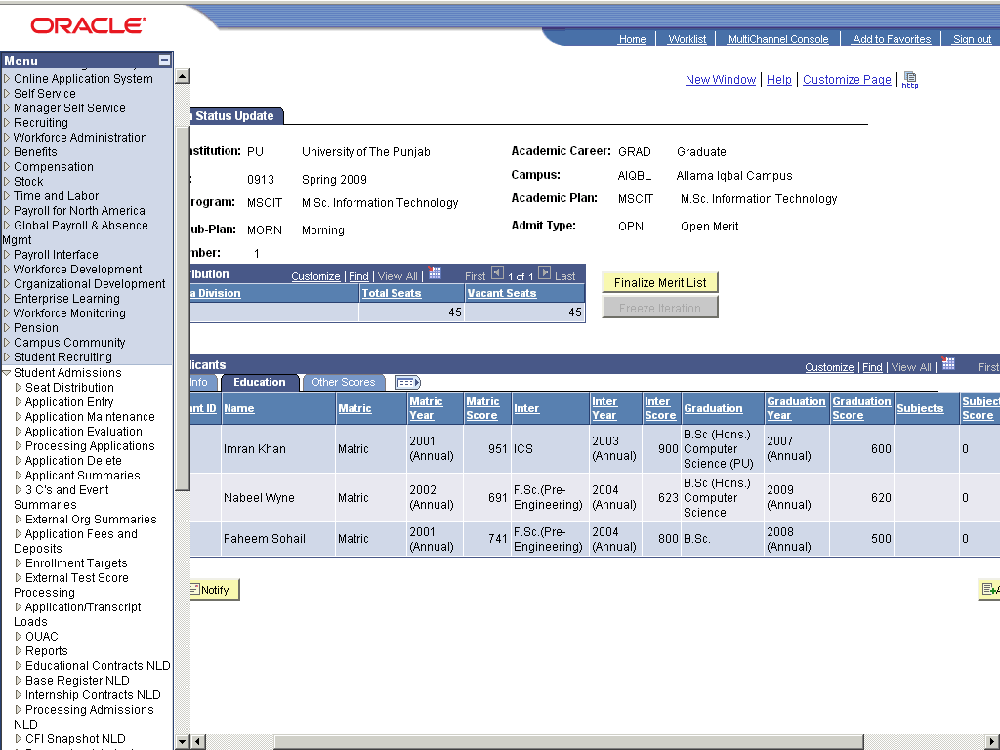 ORACLE®
Home Worklist MultiChannel Console Add to Favorites Sign out
Menu
Online Application System
Self Service
Manager Self Service
Recruiting
Workforce Administration
Benefits
Compensation
Stock
Time and Labor
Payroll for North America
Global Payroll & Absence
Mgmt
Payroll Interface
Workforce Development
Organizational Development
Enterprise Learning
Workforce Monitoring
Pension
Campus Community
Student Recruiting
Student Admissions
Seat Distribution
Application Entry
Application Maintenance
Application Evaluation
Processing Applications
Application Delete
Applicant Summaries
3 C's and Event
Summaries
External Org Summaries
Application Fees and
Deposits
Enrollment Targets
External Test Score
Processing
Application/Transcript
Loads
OUAC
Reports
Educational Contracts NLD
Base Register NLD
Internship Contracts NLD
Processing Admissions
NLD
CFI Snapshot NLD
New Window | Help | Customize Page | http
Status Update
nstitution: PU University of The Punjab Academic Career: GRAD Graduate
: 0913 Spring 2009 Campus: AIQBL Allama Iqbal Campus
rogram: MSCIT M.Sc. Information Technology Academic Plan: MSCIT M.Sc. Information Technology
ub-Plan: MORN Morning Admit Type: OPN Open Merit
mber: 1
ribution Customize | Find | View All | First 1 of 1 Last
a Division Total Seats Vacant Seats
45 45
Finalize Merit List
Freeze Iteration
licants Customize | Find | View All | First
Info Education Other Scores
nt ID Name Matric Matric Year Matric Score Inter Inter Year Inter Score Graduation Graduation Year Graduation Score Subjects Subject Score
Imran Khan Matric 2001 (Annual) 951 ICS 2003 (Annual) 900 B.Sc (Hons.) Computer Science (PU) 2007 (Annual) 600 0
Nabeel Wyne Matric 2002 (Annual) 691 F.Sc.(Pre-Engineering) 2004 (Annual) 623 B.Sc (Hons.) Computer Science 2009 (Annual) 620 0
Faheem Sohail Matric 2001 (Annual) 741 F.Sc.(Pre-Engineering) 2004 (Annual) 800 B.Sc. 2008 (Annual) 500 0
Notify